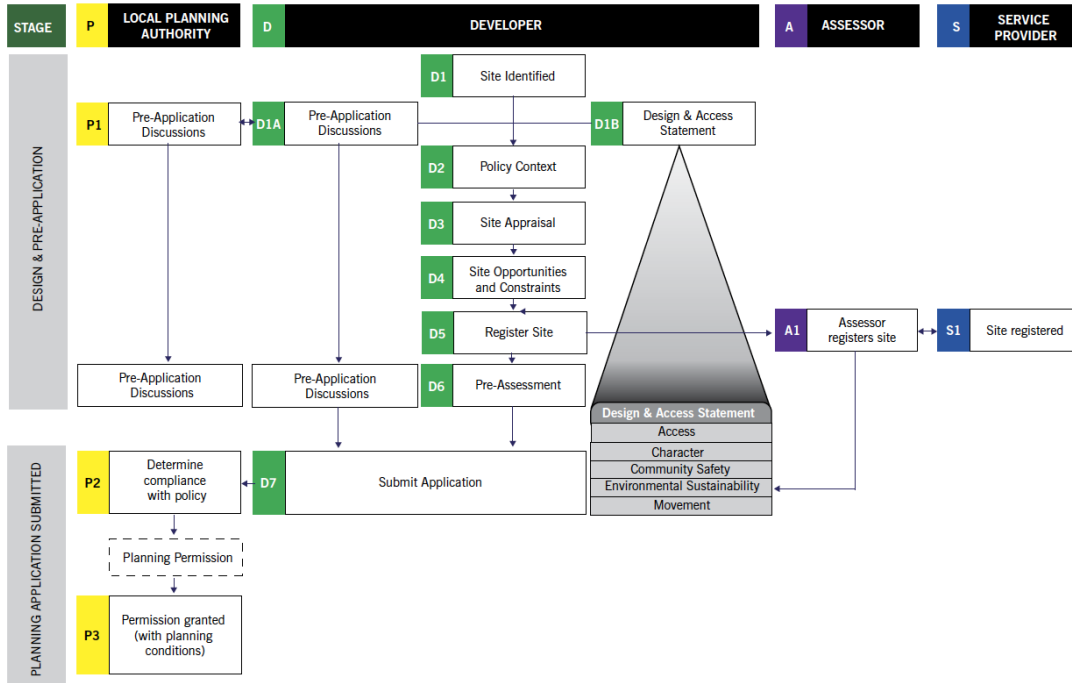 STAGE
P
LOCAL PLANNING
AUTHORITY
D
DEVELOPER
A
ASSESSOR
S
SERVICE
PROVIDER
DESIGN & PRE-APPLICATION
D1
Site Identified
P1
Pre-Application
Discussions
D1A
Pre-Application
Discussions
D1B
Design & Access
Statement
D2
Policy Context
D3
Site Appraisal
D4
Site Opportunities
and Constraints
D5
Register Site
A1
Assessor
registers site
S1
Site registered
Pre-Application
Discussions
Pre-Application
Discussions
D6
Pre-Assessment
Design & Access Statement
Access
Character
Community Safety
Environmental Sustainability
Movement
PLANNING APPLICATION SUBMITTED
P2
Determine
compliance
with policy
D7
Submit Application
Planning Permission
P3
Permission granted
(with planning
conditions)